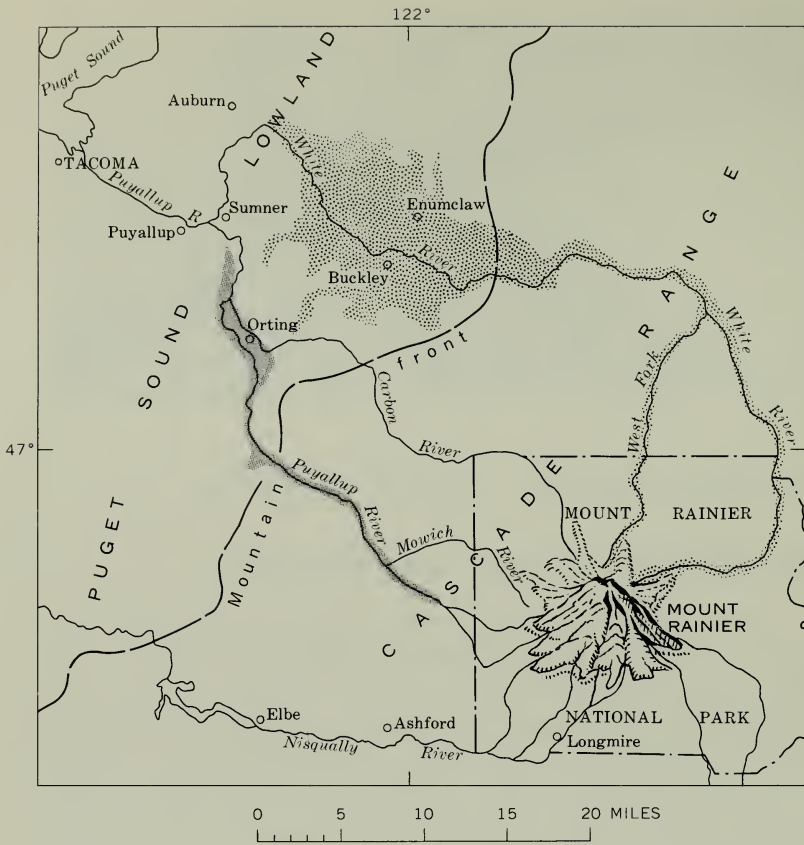 122°
Puget Sound
Auburn
LOWLAND
White
TACOMA
Puyallup R
Sumner
Enumclaw
Puyallup
River
Buckley
RANGE
SOUND
Orting
front
West Fork
White
River
Carbon
River
47°
Puyallup
River
Mountain
CASCADE
MOUNT RAINIER
Mowich
River
PUGET
MOUNT
RAINIER
Elbe
Ashford
NATIONAL PARK
Nisqually River
Longmire
0 5 10 15 20 MILES